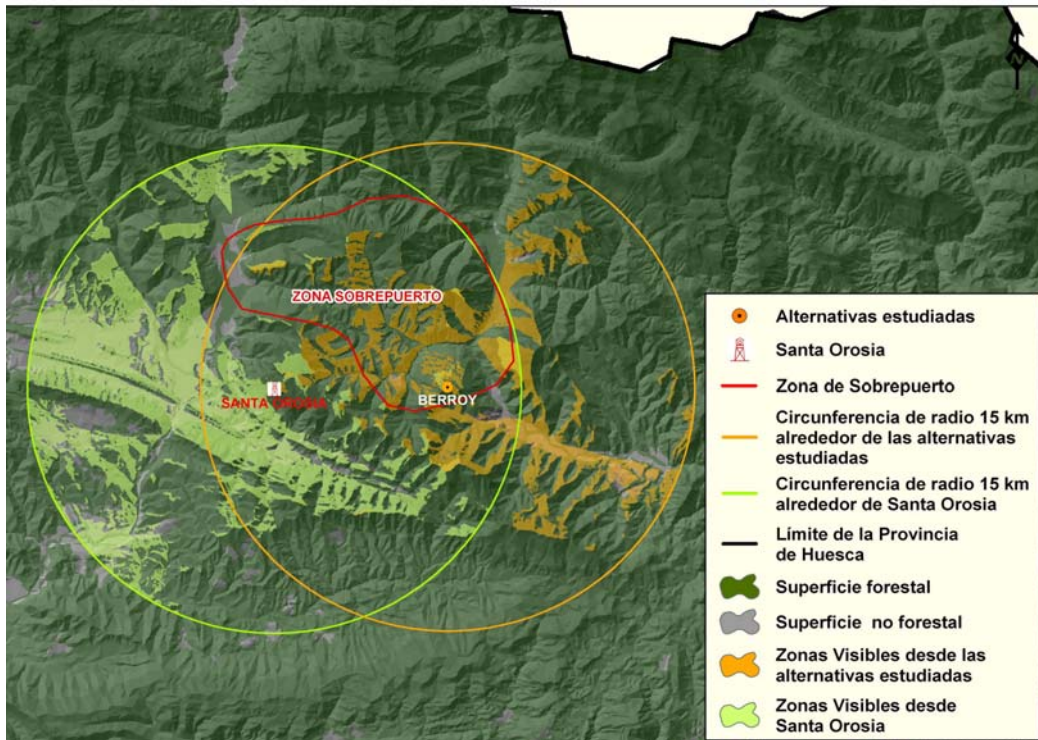 N
ZONA SOBREPUERTO
SANTA OROSIA
BERROY
Alternativas estudiadas
Santa Orosia
Zona de Sobrepuerto
Circunferencia de radio 15 km
alrededor de las alternativas
estudiadas
Circunferencia de radio 15 km
alrededor de Santa Orosia
Límite de la Provincia
de Huesca
Superficie forestal
Superficie no forestal
Zonas Visibles desde las
alternativas estudiadas
Zonas Visibles desde
Santa Orosia